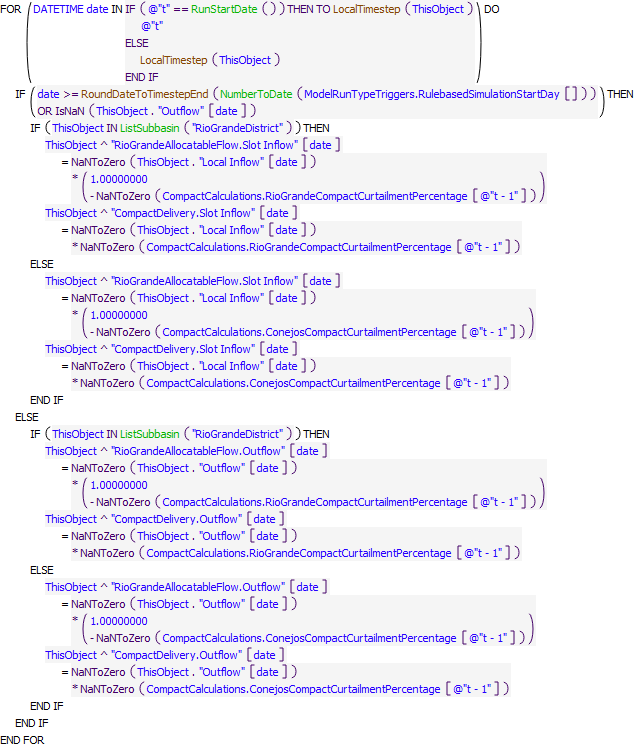 FOR ( DATETIME date IN IF ( @"t" == RunStartDate ( ) ) THEN TO LocalTimestep ( ThisObject ) ) DO
@"t"
ELSE
LocalTimestep ( ThisObject )
END IF
IF ( date >= RoundDateToTimestepEnd ( NumberToDate ( ModelRunTypeTriggers.RulebasedSimulationStartDay [ ] ) ) ) THEN
OR IsNaN ( ThisObject . "Outflow" [ date ] )
IF ( ThisObject IN ListSubbasin ( "RioGrandeDistrict" ) ) THEN
ThisObject ^ "RioGrandeAllocatableFlow.Slot Inflow" [ date ]
= NaNToZero ( ThisObject . "Local Inflow" [ date ] )
* ( 1.00000000
- NaNToZero ( CompactCalculations.RioGrandeCompactCurtailmentPercentage [ @"t - 1" ] ) )
ThisObject ^ "CompactDelivery.Slot Inflow" [ date ]
= NaNToZero ( ThisObject . "Local Inflow" [ date ] )
* NaNToZero ( CompactCalculations.RioGrandeCompactCurtailmentPercentage [ @"t - 1" ] )
ELSE
ThisObject ^ "RioGrandeAllocatableFlow.Slot Inflow" [ date ]
= NaNToZero ( ThisObject . "Local Inflow" [ date ] )
* ( 1.00000000
- NaNToZero ( CompactCalculations.ConejosCompactCurtailmentPercentage [ @"t - 1" ] ) )
ThisObject ^ "CompactDelivery.Slot Inflow" [ date ]
= NaNToZero ( ThisObject . "Local Inflow" [ date ] )
* NaNToZero ( CompactCalculations.ConejosCompactCurtailmentPercentage [ @"t - 1" ] )
END IF
ELSE
IF ( ThisObject IN ListSubbasin ( "RioGrandeDistrict" ) ) THEN
ThisObject ^ "RioGrandeAllocatableFlow.Outflow" [ date ]
= NaNToZero ( ThisObject . "Outflow" [ date ] )
* ( 1.00000000
- NaNToZero ( CompactCalculations.RioGrandeCompactCurtailmentPercentage [ @"t - 1" ] ) )
ThisObject ^ "CompactDelivery.Outflow" [ date ]
= NaNToZero ( ThisObject . "Outflow" [ date ] )
* NaNToZero ( CompactCalculations.RioGrandeCompactCurtailmentPercentage [ @"t - 1" ] )
ELSE
ThisObject ^ "RioGrandeAllocatableFlow.Outflow" [ date ]
= NaNToZero ( ThisObject . "Outflow" [ date ] )
* ( 1.00000000
- NaNToZero ( CompactCalculations.ConejosCompactCurtailmentPercentage [ @"t - 1" ] ) )
ThisObject ^ "CompactDelivery.Outflow" [ date ]
= NaNToZero ( ThisObject . "Outflow" [ date ] )
* NaNToZero ( CompactCalculations.ConejosCompactCurtailmentPercentage [ @"t - 1" ] )
END IF
END IF
END FOR